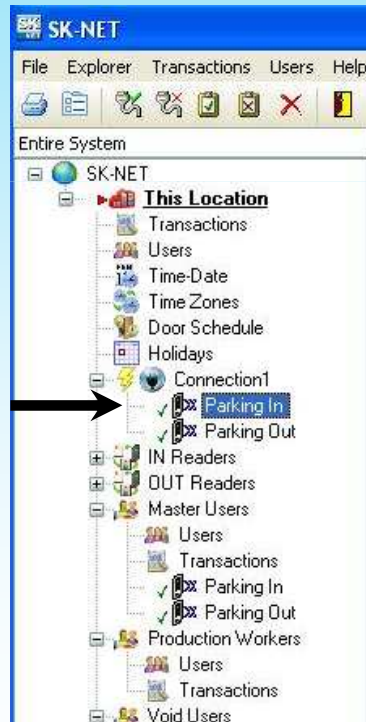 SK-NET
File Explorer Transactions Users Help
Entire System
SK-NET
This Location
Transactions
Users
Time-Date
Time Zones
Door Schedule
Holidays
Connection1
Parking In
Parking Out
IN Readers
OUT Readers
Master Users
Users
Transactions
Parking In
Parking Out
Production Workers
Users
Transactions
Void Users